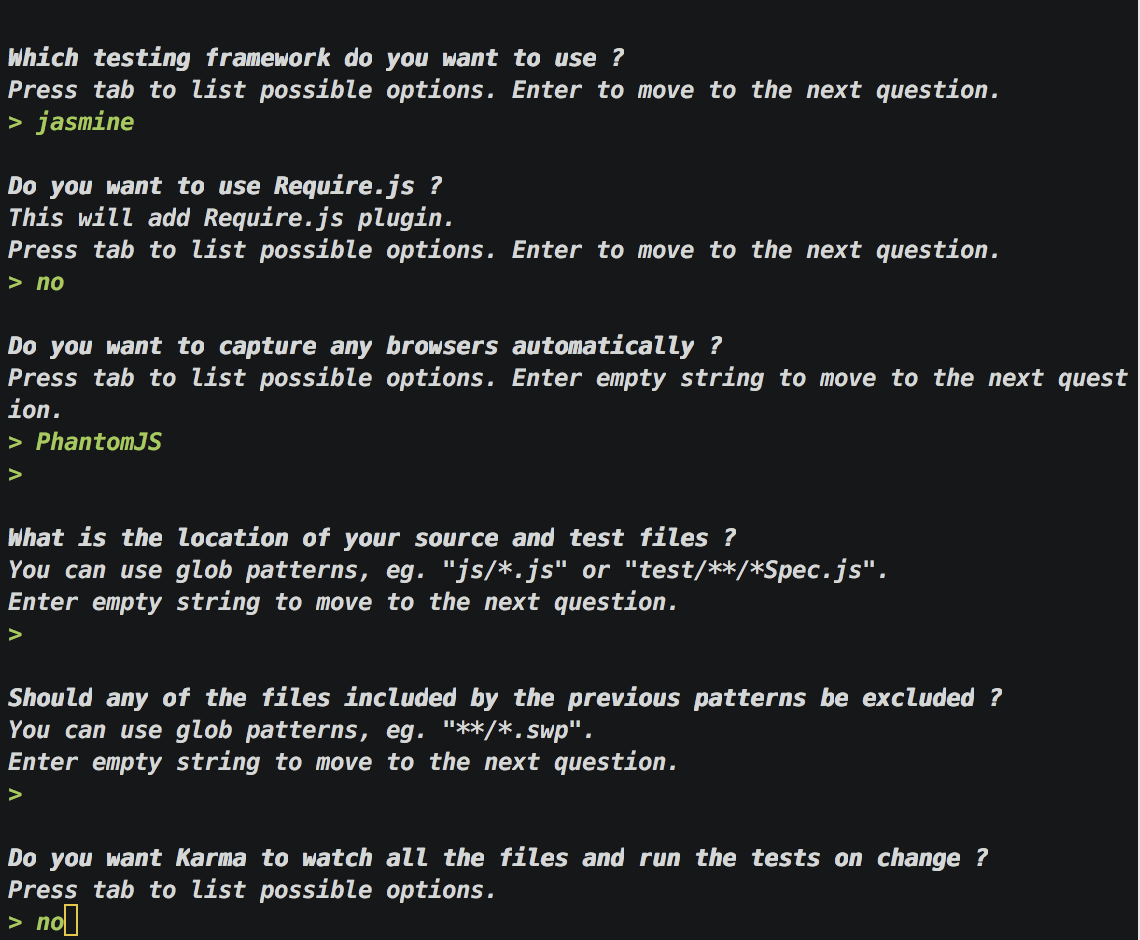 Which testing framework do you want to use ?
Press tab to list possible options. Enter to move to the next question.
> jasmine
Do you want to use Require.js ?
This will add Require.js plugin.
Press tab to list possible options. Enter to move to the next question.
> no
Do you want to capture any browsers automatically ?
Press tab to list possible options. Enter empty string to move to the next quest
ion.
> PhantomJS
>
What is the location of your source and test files ?
You can use glob patterns, eg. "js/*.js" or "test/**/*Spec.js".
Enter empty string to move to the next question.
>
Should any of the files included by the previous patterns be excluded ?
You can use glob patterns, eg. "**/*.swp".
Enter empty string to move to the next question.
>
Do you want Karma to watch all the files and run the tests on change ?
Press tab to list possible options.
> no